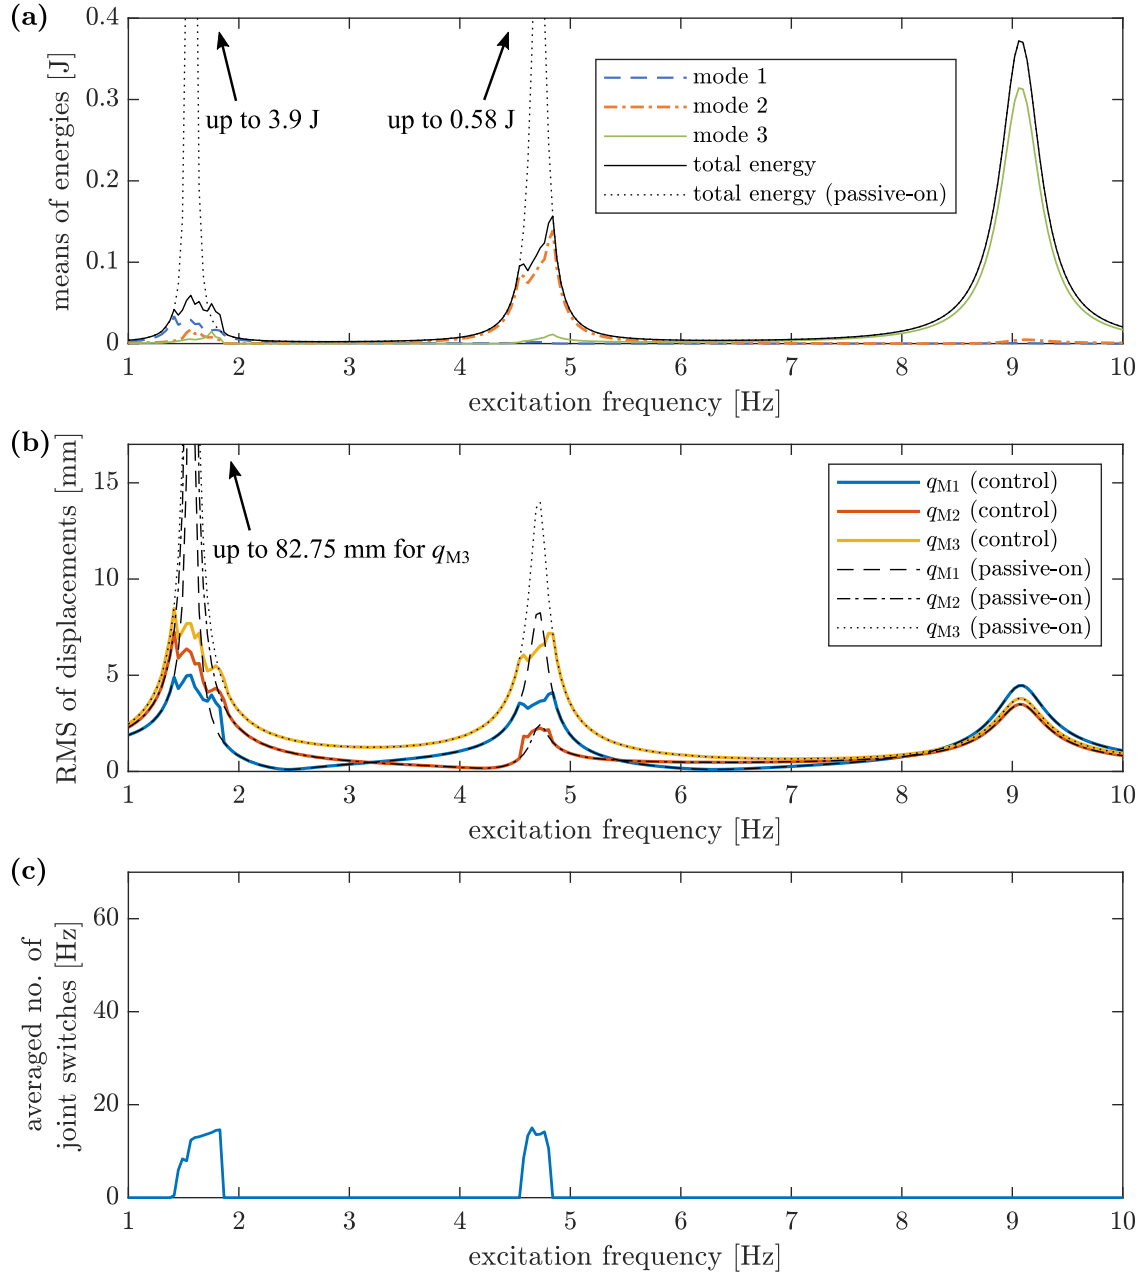 (a)
means of energies [J]
0.4
0.3
0.2
0.1
0
up to 3.9 J
up to 0.58 J
mode 1
mode 2
mode 3
total energy
total energy (passive-on)
1 2 3 4 5 6 7 8 9 10
excitation frequency [Hz]
(b)
RMS of displacements [mm]
15
10
5
0
up to 82.75 mm for qM3
qM1 (control)
qM2 (control)
qM3 (control)
qM1 (passive-on)
qM2 (passive-on)
qM3 (passive-on)
1 2 3 4 5 6 7 8 9 10
excitation frequency [Hz]
(c)
averaged no. of
joint switches [Hz]
60
40
20
0
1 2 3 4 5 6 7 8 9 10
excitation frequency [Hz]